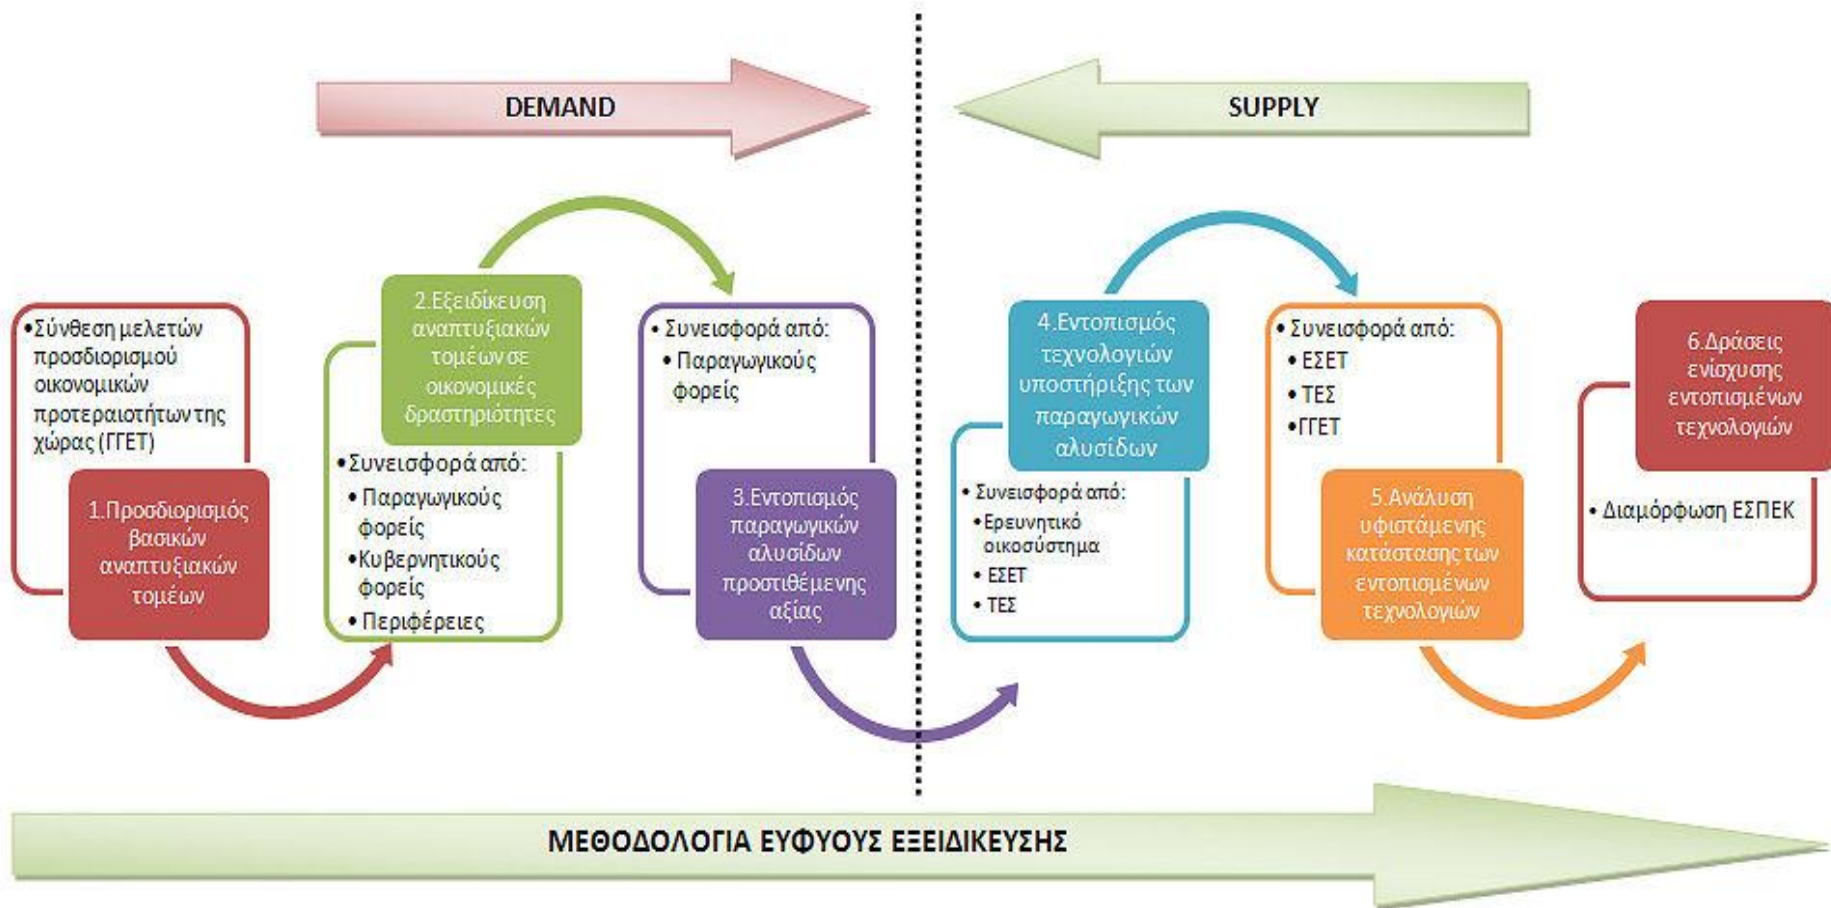 DEMAND
SUPPLY
•Σύνθεση μελετών
προσδιορισμού
οικονομικών
προτεραιοτήτων της
χώρας (ΓΓΕΤ)
1.Προσδιορισμός
βασικών
αναπτυξιακών
τομέων
2.Εξειδίκευση
αναπτυξιακών
τομέων σε
οικονομικές
δραστηριότητες
•Συνεισφορά από:
• Παραγωγικούς
φορείς
•Κυβερνητικούς
φορείς
• Περιφέρειες
• Συνεισφορά από:
• Παραγωγικούς
φορείς
3.Εντοπισμός
παραγωγικών
αλυσίδων
προστιθέμενης
αξίας
4.Εντοπισμός
τεχνολογιών
υποστήριξης των
παραγωγικών
αλυσίδων
• Συνεισφορά από:
•Ερευνητικό
οικοσύστημα
• ΕΣΕΤ
• ΤΕΣ
• Συνεισφορά από:
• ΕΣΕΤ
• ΤΕΣ
•ΓΓΕΤ
5.Ανάλυση
υφιστάμενης
κατάστασης των
εντοπισμένων
τεχνολογιών
6.Δράσεις
ενίσχυσης
εντοπισμένων
τεχνολογιών
• Διαμόρφωση ΕΣΠΕΚ
ΜΕΘΟΔΟΛΟΓΙΑ ΕΥΦΥΟΥΣ ΕΞΕΙΔΙΚΕΥΣΗΣ